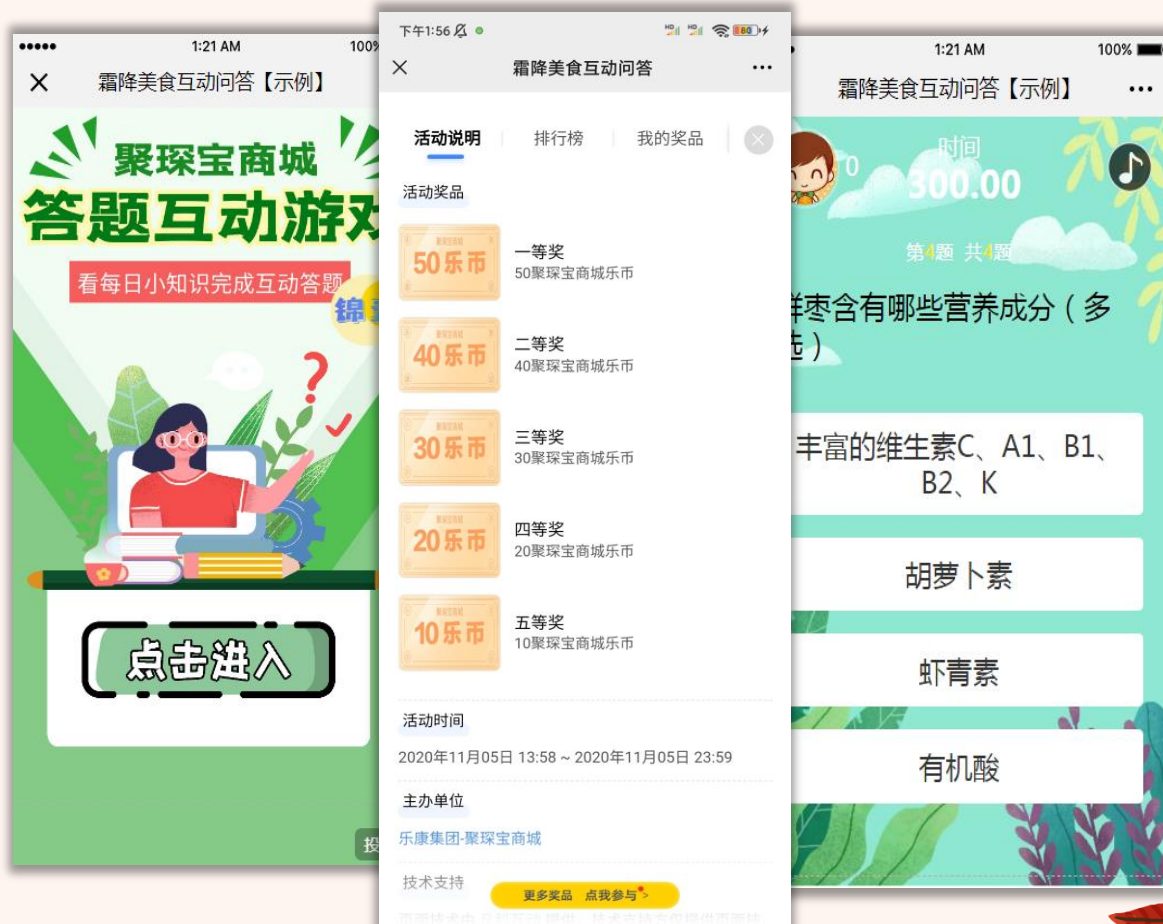 1:21 AM
100%
霜降美食互动问答【示例】
聚琛宝商城
答题互动游戏
看每日小知识完成互动答题
锦
点击进入
投
下午1:56
HD
HD
80
霜降美食互动问答
活动说明
排行榜
我的奖品
活动奖品
50乐币
一等奖
50聚琛宝商城乐币
40乐币
二等奖
40聚琛宝商城乐币
30乐币
三等奖
30聚琛宝商城乐币
20乐币
四等奖
20聚琛宝商城乐币
10乐币
五等奖
10聚琛宝商城乐币
活动时间
2020年11月05日 13:58 ~ 2020年11月05日 23:59
主办单位
乐康集团-聚琛宝商城
技术支持
更多奖品 点我参与>
1:21 AM
100%
霜降美食互动问答【示例】
0
时间
300.00
第4题 共4题
鲜枣含有哪些营养成分（多
选）
丰富的维生素C、A1、B1、
B2、K
胡萝卜素
虾青素
有机酸